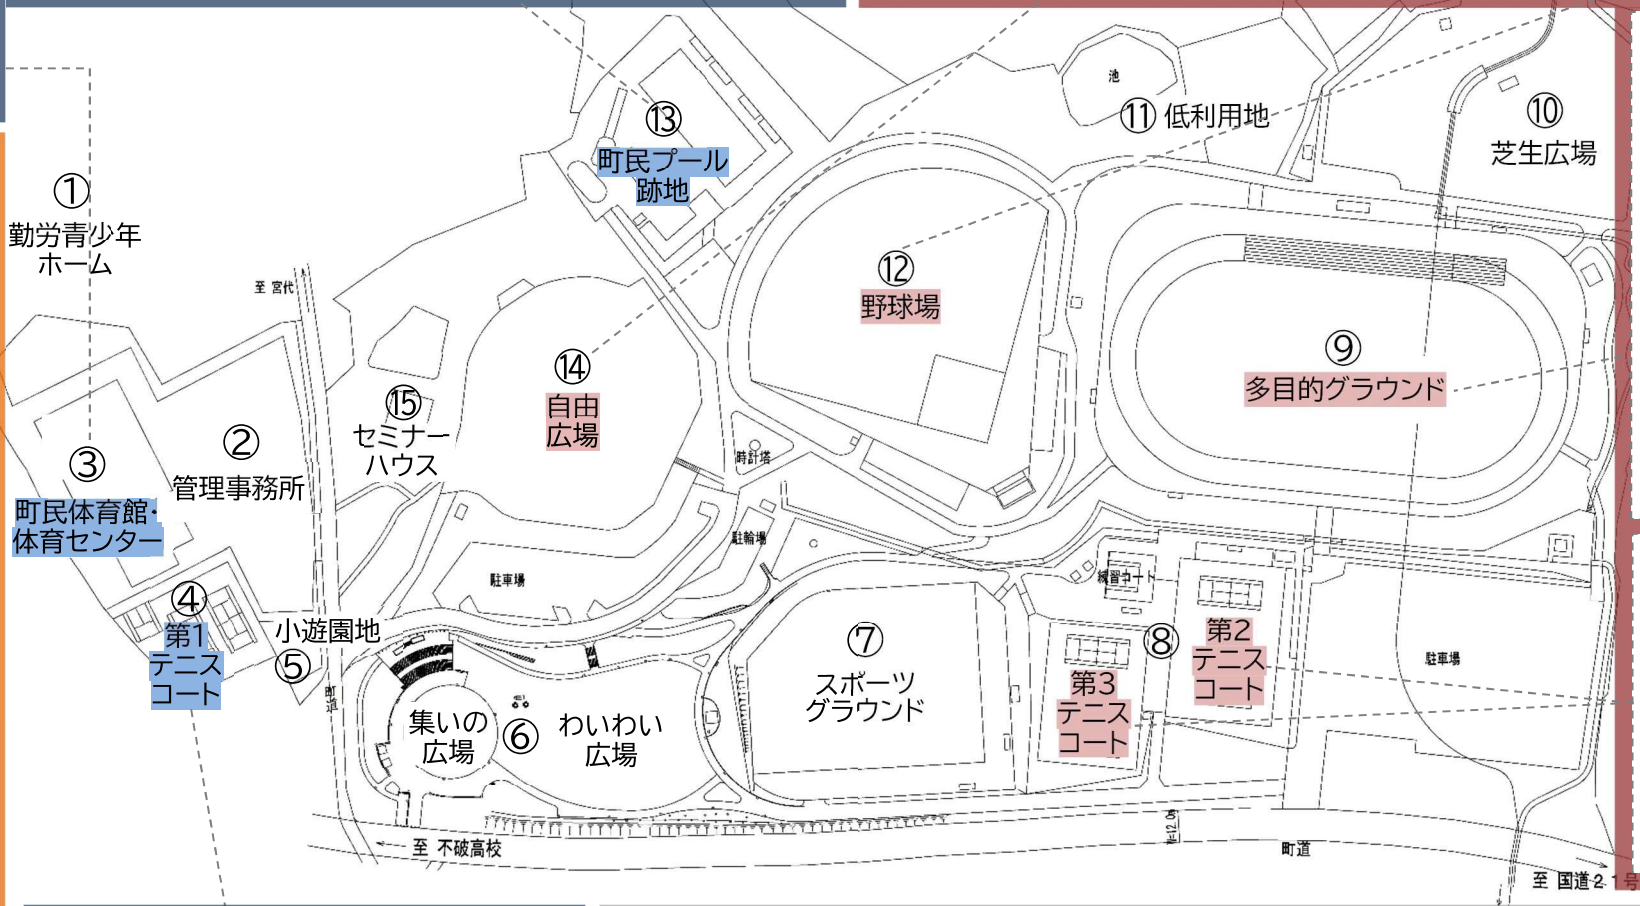 ①
勤労青少年
ホーム
②
管理事務所
③
町民体育館・
体育センター
④
第1
テニス
コート
小遊園地
⑤
集いの
広場
⑥
わいわい
広場
⑦
スポーツ
グラウンド
⑧
第2
テニス
コート
第3
テニス
コート
⑨
多目的グラウンド
⑩
芝生広場
⑪ 低利用地
⑫
野球場
⑬
町民プール
跡地
⑭
自由
広場
⑮
セミナー
ハウス
池
至 宮代
時計塔
駐輪場
駐車場
練習コート
駐車場
町道
至 不破高校
W=12.0m
町道
至 国道21号